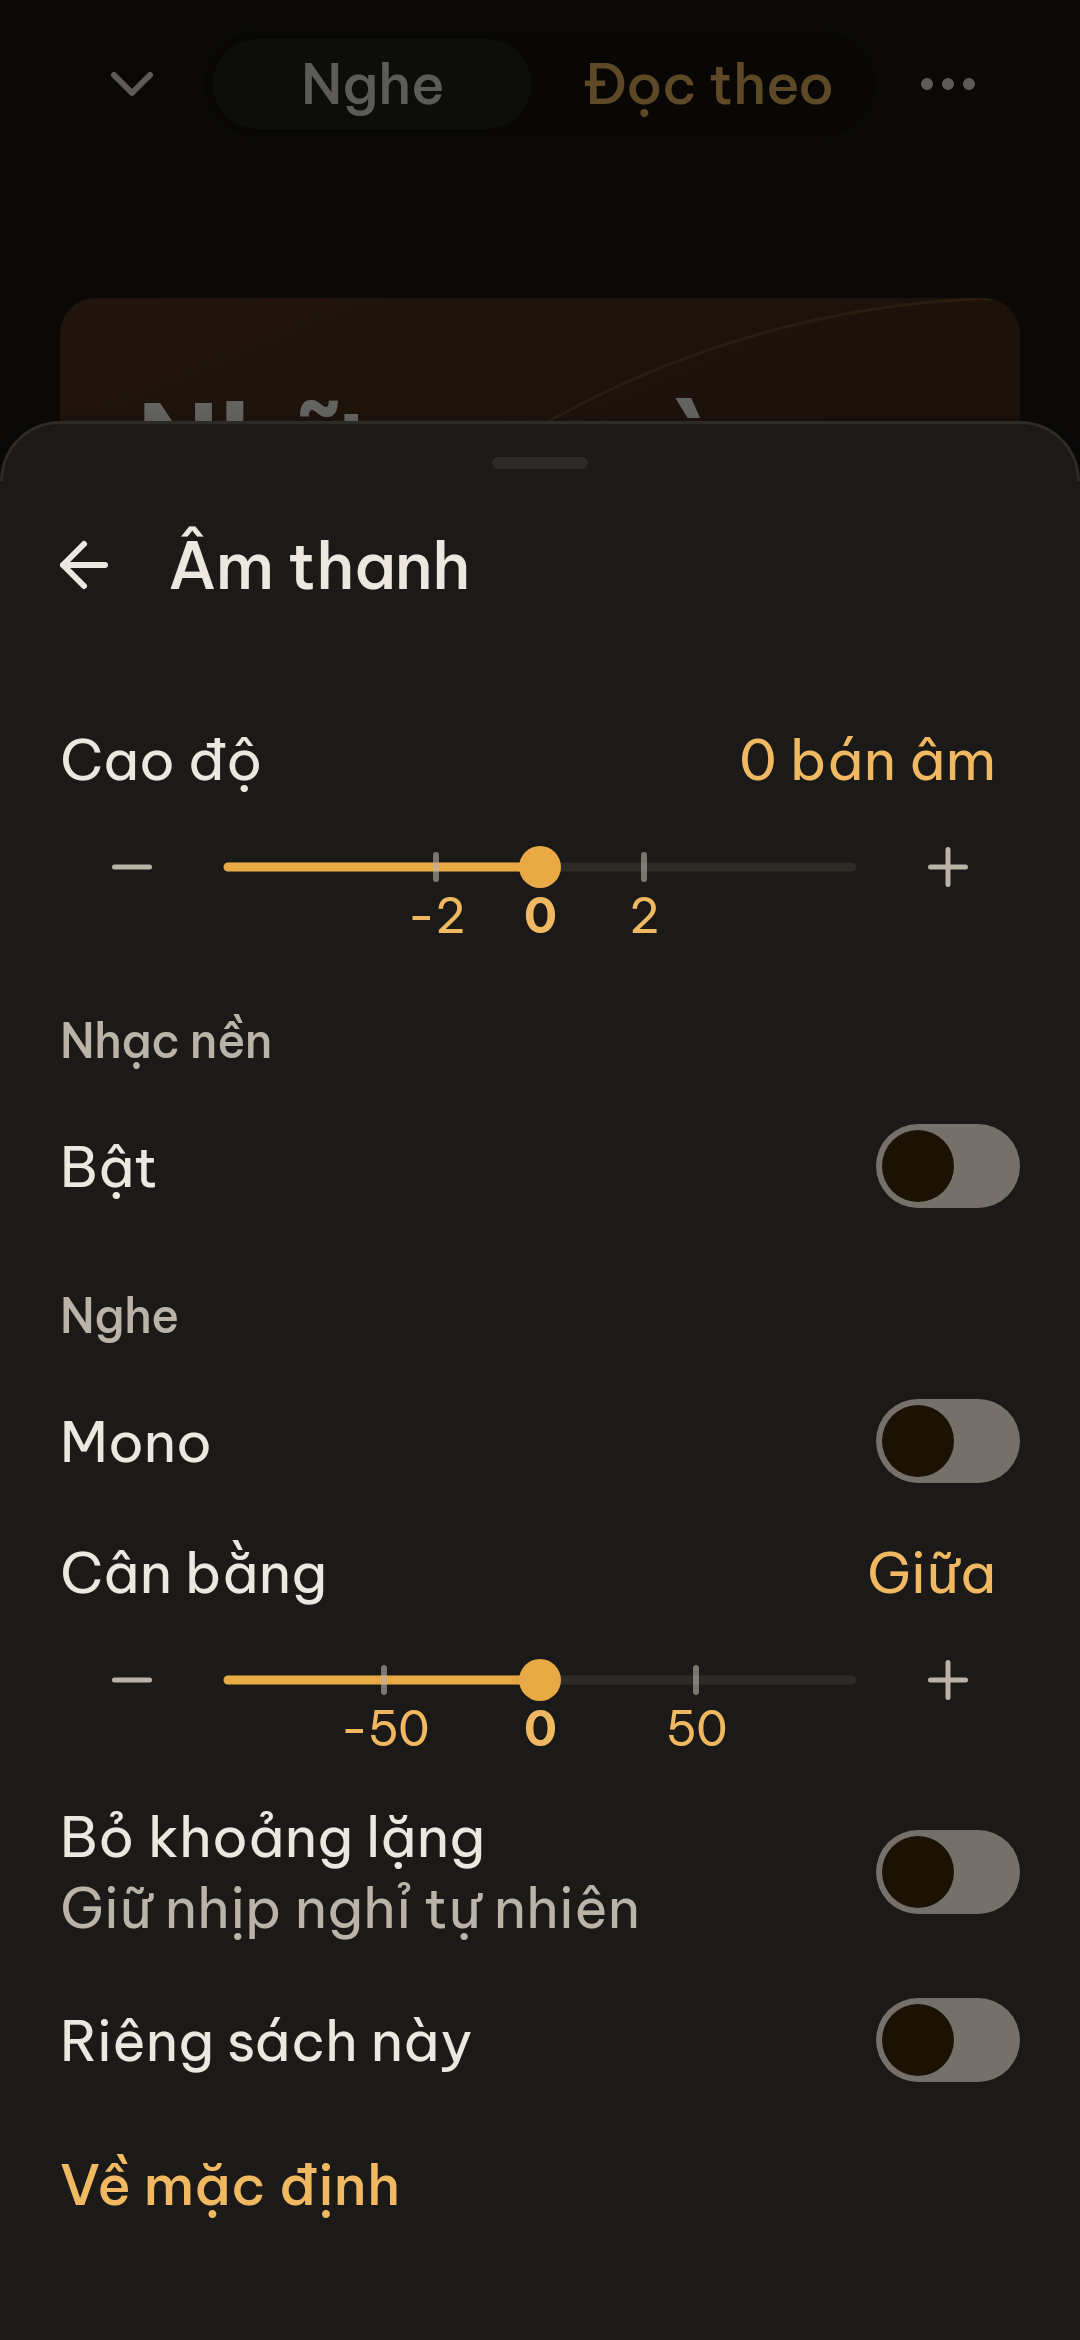 Nghe
Đọc theo
Âm thanh
Cao độ
0 bán âm
-2
0
2
Nhạc nền
Bật
Nghe
Mono
Cân bằng
Giữa
-50
0
50
Bỏ khoảng lặng
Giữ nhịp nghỉ tự nhiên
Riêng sách này
Về mặc định